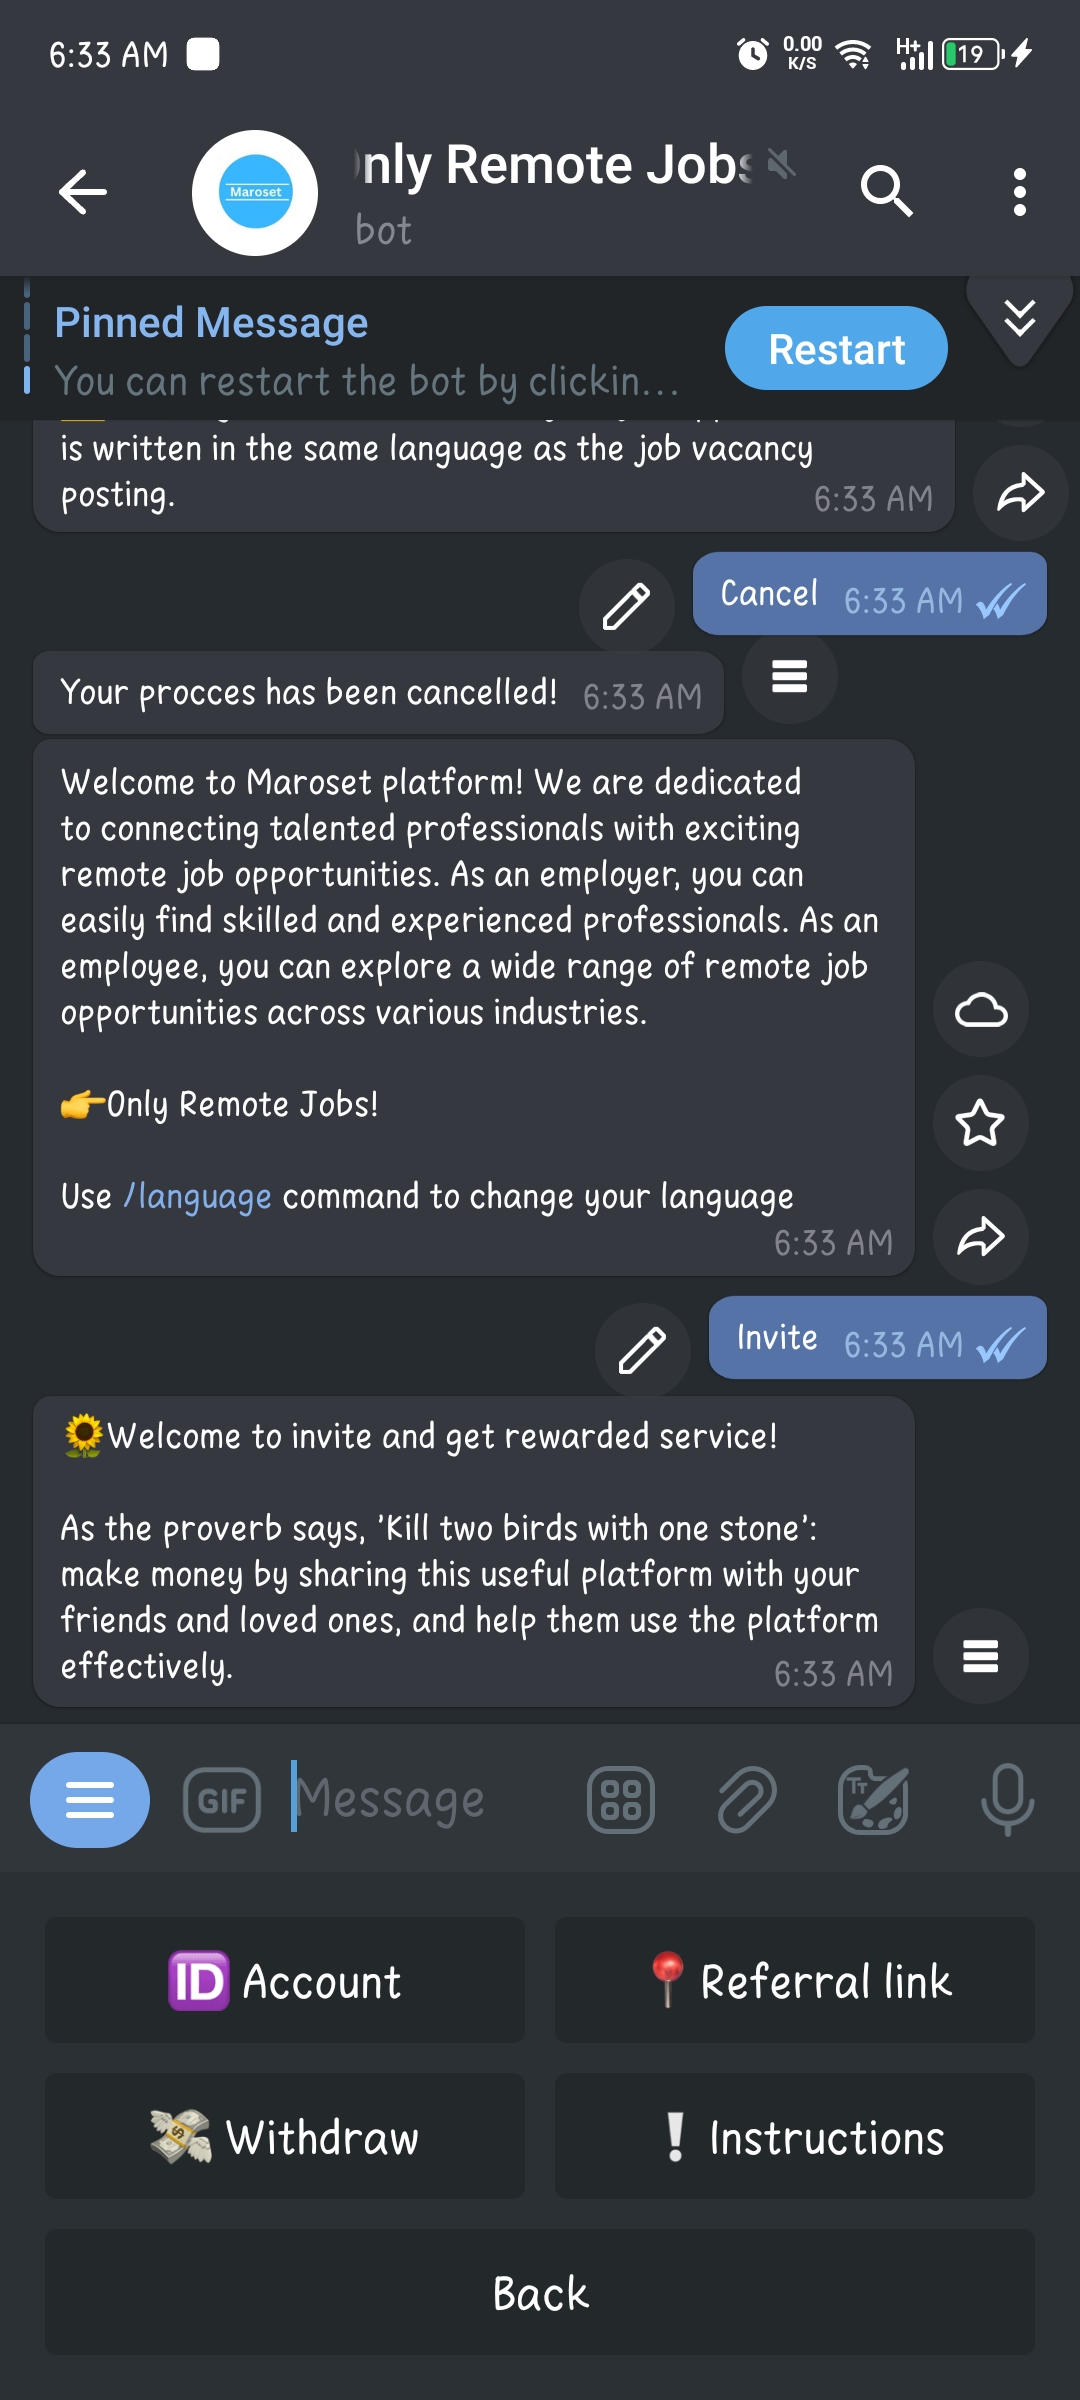 6:33 AM
0.00 K/S
H+
19
Maroset
nly Remote Jobs
bot
Pinned Message
You can restart the bot by clickin...
Restart
is written in the same language as the job vacancy
posting.
6:33 AM
Cancel 6:33 AM
Your procces has been cancelled! 6:33 AM
Welcome to Maroset platform! We are dedicated
to connecting talented professionals with exciting
remote job opportunities. As an employer, you can
easily find skilled and experienced professionals. As an
employee, you can explore a wide range of remote job
opportunities across various industries.
👉Only Remote Jobs!
Use /language command to change your language
6:33 AM
Invite 6:33 AM
🌻Welcome to invite and get rewarded service!
As the proverb says, 'Kill two birds with one stone':
make money by sharing this useful platform with your
friends and loved ones, and help them use the platform
effectively.
6:33 AM
GIF
Message
🆔 Account
📍 Referral link
💸 Withdraw
❕ Instructions
Back